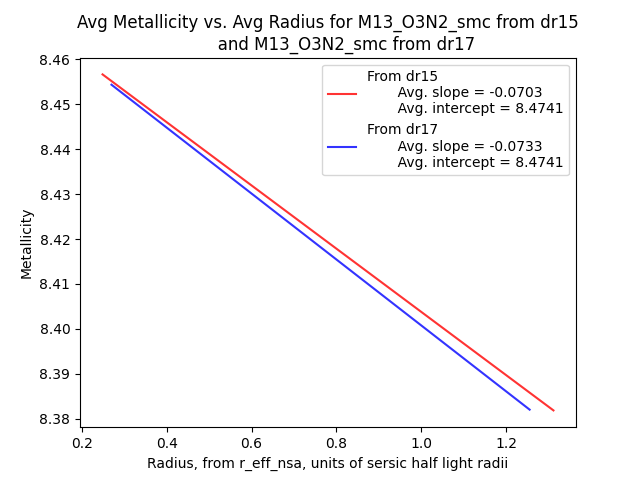 Avg Metallicity vs. Avg Radius for M13_O3N2_smc from dr15
and M13_O3N2_smc from dr17
8.46
8.45
8.44
8.43
8.42
8.41
8.40
8.39
8.38
Metallicity
From dr15
Avg. slope = -0.0703
Avg. intercept = 8.4741
From dr17
Avg. slope = -0.0733
Avg. intercept = 8.4741
0.2 0.4 0.6 0.8 1.0 1.2
Radius, from r_eff_nsa, units of sersic half light radii